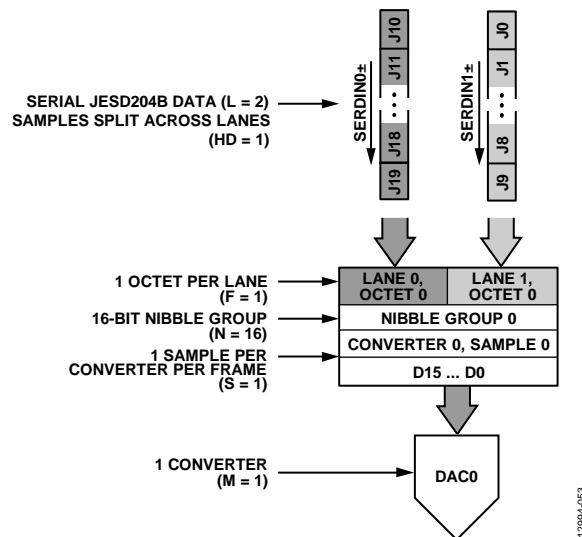 J10
J11
J18
J19
SERDIN0±
J0
J1
J8
J9
SERDIN1±
SERIAL JESD204B DATA (L = 2)
SAMPLES SPLIT ACROSS LANES
(HD = 1)
1 OCTET PER LANE
(F = 1)
LANE 0,
OCTET 0
LANE 1,
OCTET 0
16-BIT NIBBLE GROUP
(N = 16)
NIBBLE GROUP 0
1 SAMPLE PER
CONVERTER PER FRAME
(S = 1)
CONVERTER 0, SAMPLE 0
D15 ... D0
1 CONVERTER
(M = 1)
DAC0
12994-053